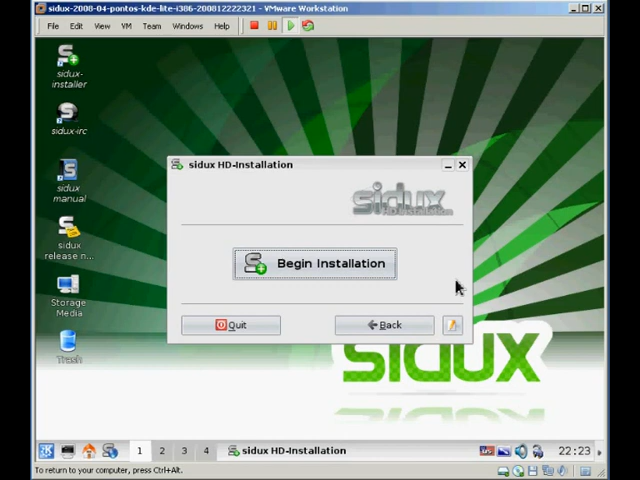 sidux-2008-04-pontos-kde-lite-i386-200812222321 - VMware Workstation
File Edit View VM Team Windows Help
sidux-
installer
sidux-irc
sidux
manual
sidux
release n...
Storage
Media
Trash
sidux HD-Installation
sidux
Begin Installation
Quit
Back
sidux
1 2 3 4 sidux HD-Installation 22:23
To return to your computer, press Ctrl+Alt.